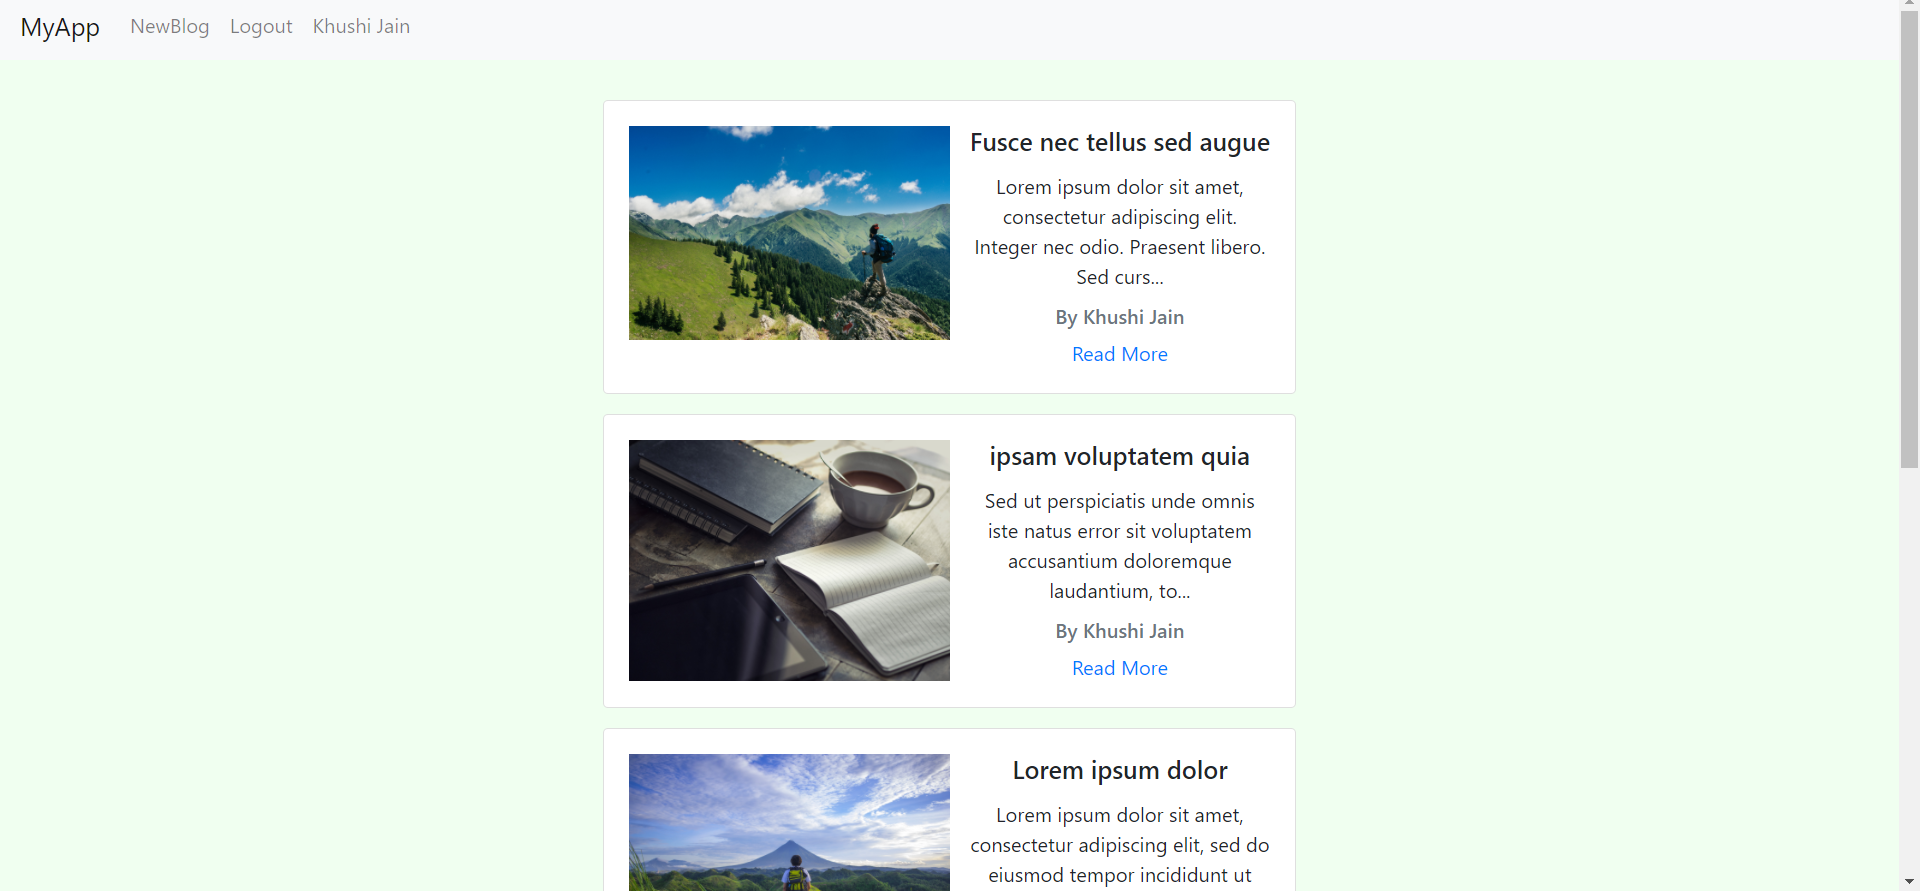 MyApp NewBlog Logout Khushi Jain
Fusce nec tellus sed augue
Lorem ipsum dolor sit amet,
consectetur adipiscing elit.
Integer nec odio. Praesent libero.
Sed curs...
By Khushi Jain
Read More
ipsam voluptatem quia
Sed ut perspiciatis unde omnis
iste natus error sit voluptatem
accusantium doloremque
laudantium, to...
By Khushi Jain
Read More
Lorem ipsum dolor
Lorem ipsum dolor sit amet,
consectetur adipiscing elit, sed do
eiusmod tempor incididunt ut